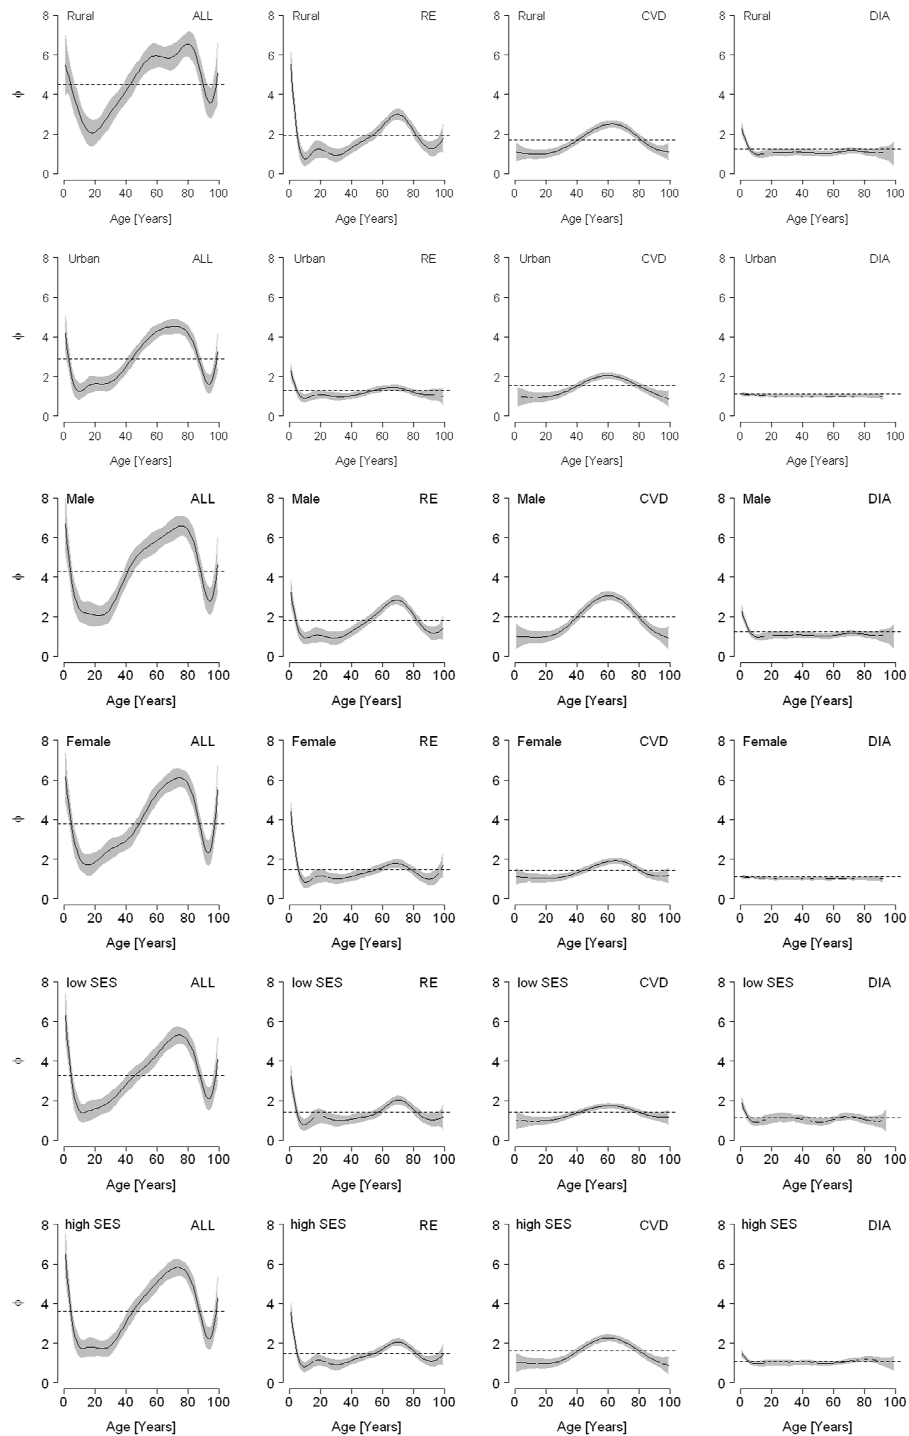 8 Rural ALL 8 Rural RE 8 Rural CVD 8 Rural DIA
6 6 6 6
ϕ 4 4 4 4
2 2 2 2
0 0 0 0
0 20 40 60 80 100 0 20 40 60 80 100 0 20 40 60 80 100 0 20 40 60 80 100
Age [Years] Age [Years] Age [Years] Age [Years]
8 Urban ALL 8 Urban RE 8 Urban CVD 8 Urban DIA
6 6 6 6
ϕ 4 4 4 4
2 2 2 2
0 0 0 0
0 20 40 60 80 100 0 20 40 60 80 100 0 20 40 60 80 100 0 20 40 60 80 100
Age [Years] Age [Years] Age [Years] Age [Years]
8 Male ALL 8 Male RE 8 Male CVD 8 Male DIA
6 6 6 6
ϕ 4 4 4 4
2 2 2 2
0 0 0 0
0 20 40 60 80 100 0 20 40 60 80 100 0 20 40 60 80 100 0 20 40 60 80 100
Age [Years] Age [Years] Age [Years] Age [Years]
8 Female ALL 8 Female RE 8 Female CVD 8 Female DIA
6 6 6 6
ϕ 4 4 4 4
2 2 2 2
0 0 0 0
0 20 40 60 80 100 0 20 40 60 80 100 0 20 40 60 80 100 0 20 40 60 80 100
Age [Years] Age [Years] Age [Years] Age [Years]
8 low SES ALL 8 low SES RE 8 low SES CVD 8 low SES DIA
6 6 6 6
ϕ 4 4 4 4
2 2 2 2
0 0 0 0
0 20 40 60 80 100 0 20 40 60 80 100 0 20 40 60 80 100 0 20 40 60 80 100
Age [Years] Age [Years] Age [Years] Age [Years]
8 high SES ALL 8 high SES RE 8 high SES CVD 8 high SES DIA
6 6 6 6
ϕ 4 4 4 4
2 2 2 2
0 0 0 0
0 20 40 60 80 100 0 20 40 60 80 100 0 20 40 60 80 100 0 20 40 60 80 100
Age [Years] Age [Years] Age [Years] Age [Years]